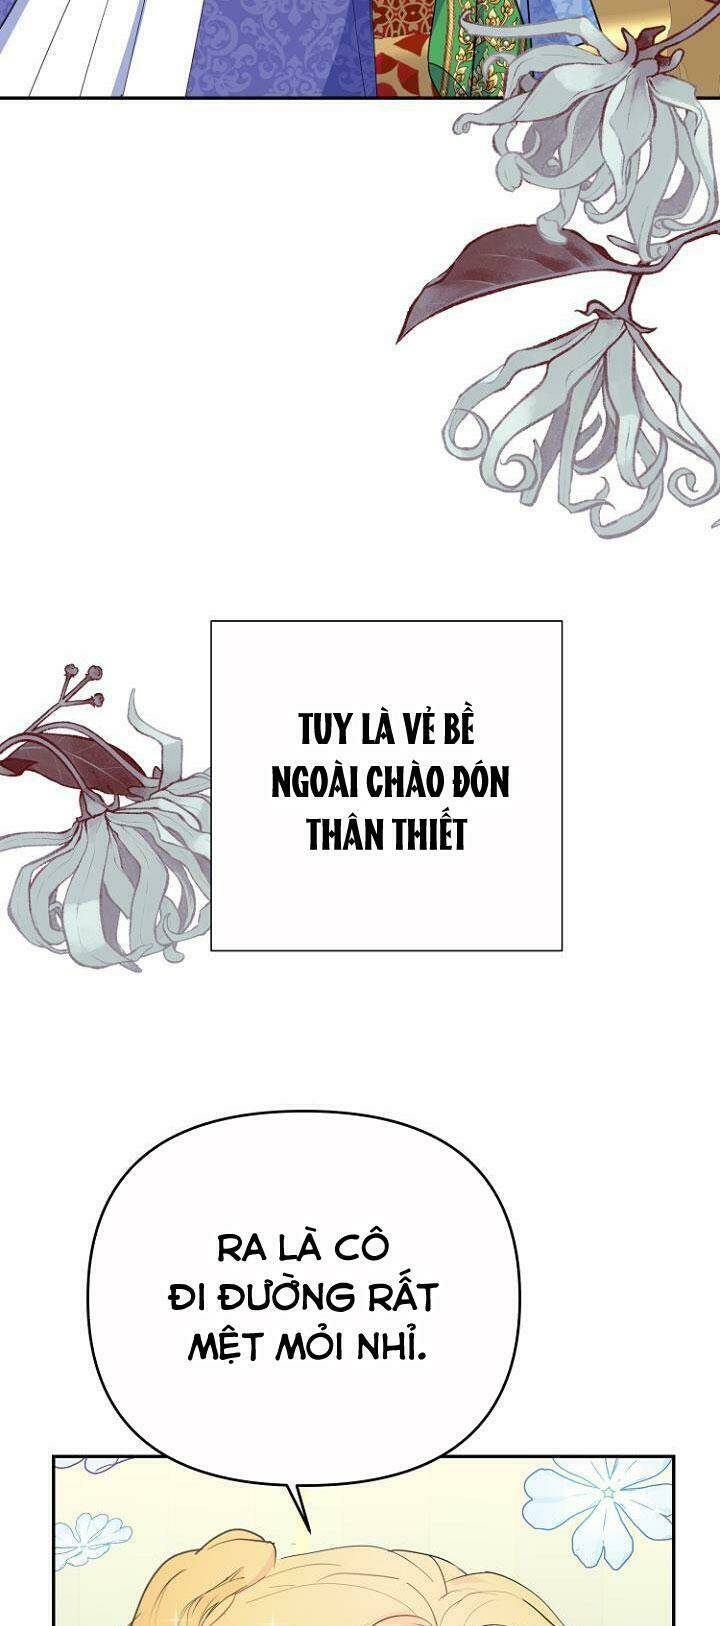 TUY LÀ VẺ BỀ
NGOÀI CHÀO ĐÓN
THÂN THIẾT
RA LÀ CÔ
ĐI ĐƯỜNG RẤT
MỆT MỎI NHỈ.